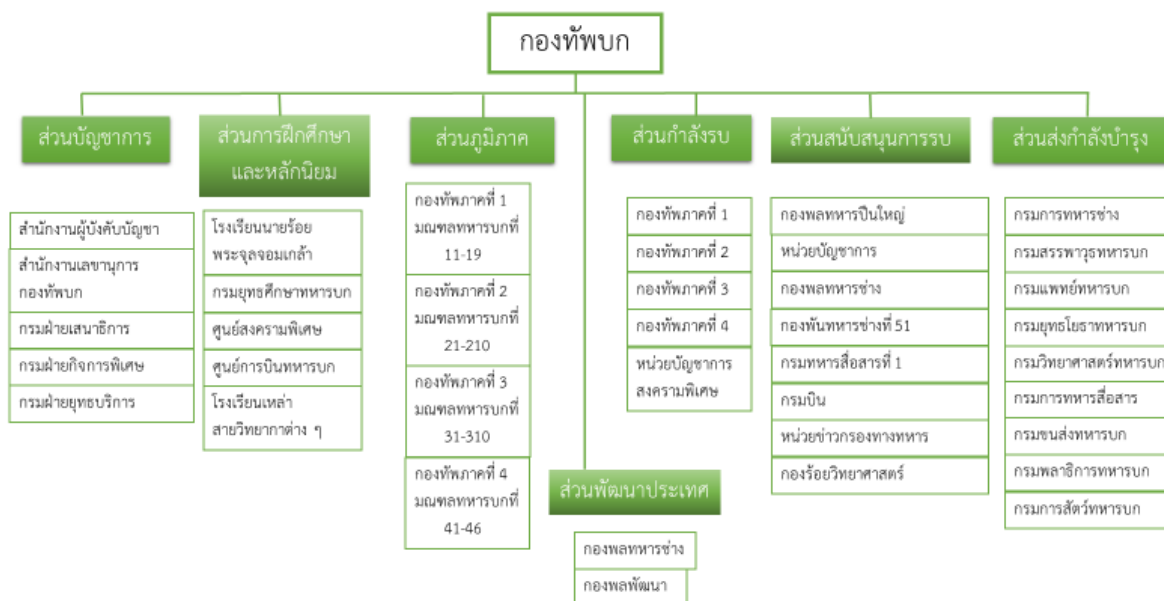 กองทัพบก
ส่วนบัญชาการ
สำนักงานผู้บังคับบัญชา
สำนักงานเลขานุการ
กองทัพบก
กรมฝ่ายเสนาธิการ
กรมฝ่ายกิจการพิเศษ
กรมฝ่ายยุทธบริการ
ส่วนการฝึกศึกษา
และหลักนิยม
โรงเรียนนายร้อย
พระจุลจอมเกล้า
กรมยุทธศึกษาทหารบก
ศูนย์สงครามพิเศษ
ศูนย์การบินทหารบก
โรงเรียนเหล่า
สายวิทยากาต่าง ๆ
ส่วนภูมิภาค
กองทัพภาคที่ 1
มณฑลทหารบกที่
11-19
กองทัพภาคที่ 2
มณฑลทหารบกที่
21-210
กองทัพภาคที่ 3
มณฑลทหารบกที่
31-310
กองทัพภาคที่ 4
มณฑลทหารบกที่
41-46
ส่วนพัฒนาประเทศ
กองพลทหารช่าง
กองพลพัฒนา
ส่วนกำลังรบ
กองทัพภาคที่ 1
กองทัพภาคที่ 2
กองทัพภาคที่ 3
กองทัพภาคที่ 4
หน่วยบัญชาการ
สงครามพิเศษ
ส่วนสนับสนุนการรบ
กองพลทหารปืนใหญ่
หน่วยบัญชาการ
กองพลทหารช่าง
กองพันทหารช่างที่ 51
กรมทหารสื่อสารที่ 1
กรมบิน
หน่วยข่าวกรองทางทหาร
กองร้อยวิทยาศาสตร์
ส่วนส่งกำลังบำรุง
กรมการทหารช่าง
กรมสรรพาวุธทหารบก
กรมแพทย์ทหารบก
กรมยุทธโยธาทหารบก
กรมวิทยาศาสตร์ทหารบก
กรมการทหารสื่อสาร
กรมขนส่งทหารบก
กรมพลาธิการทหารบก
กรมการสัตว์ทหารบก